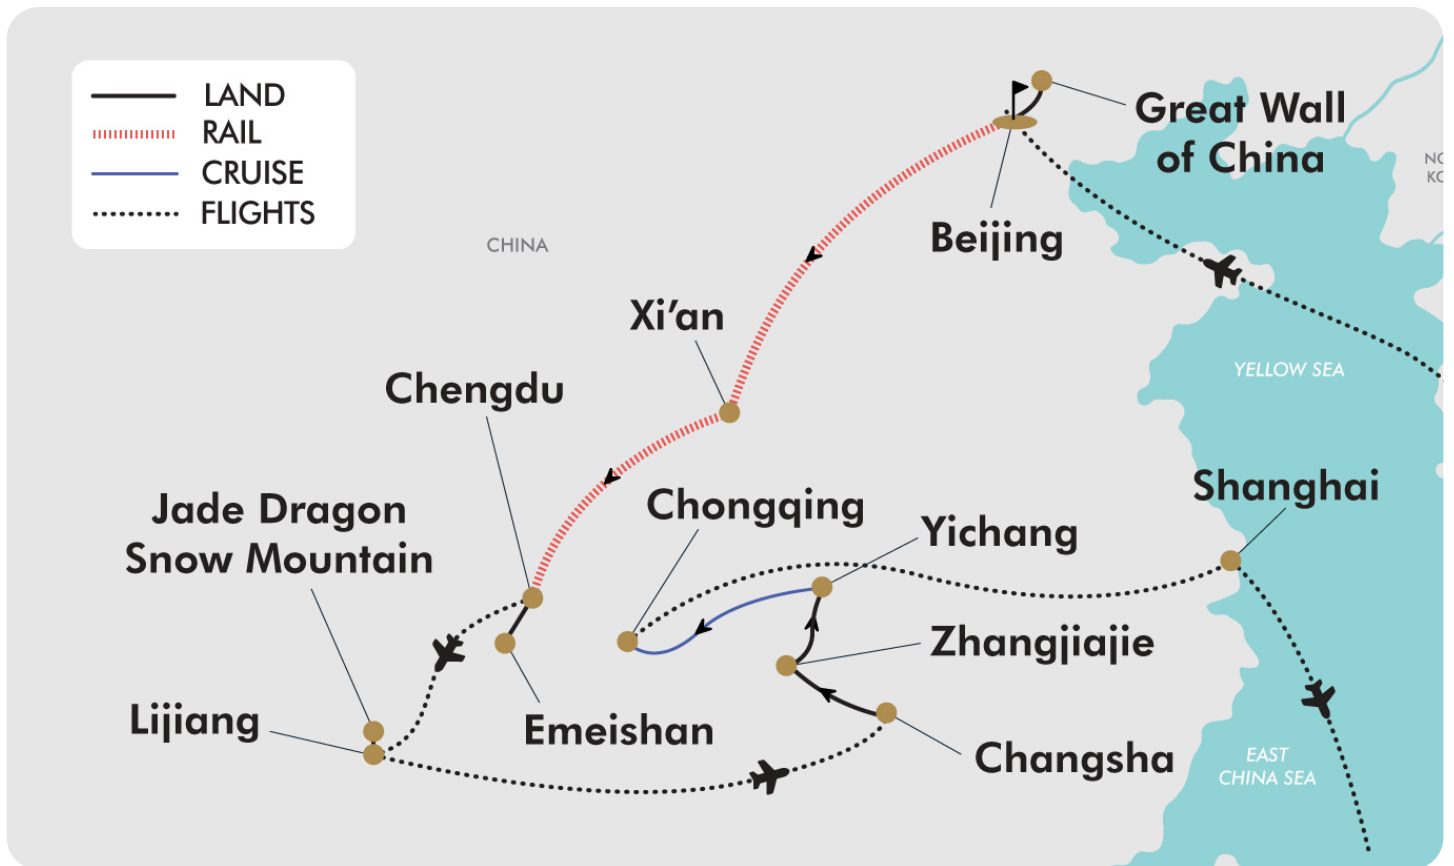 LAND
RAIL
CRUISE
FLIGHTS
CHINA
Great Wall
of China
Beijing
Xi'an
Chengdu
YELLOW SEA
Jade Dragon
Snow Mountain
Chongqing
Yichang
Shanghai
Zhangjiajie
Lijiang
Emeishan
Changsha
EAST
CHINA SEA